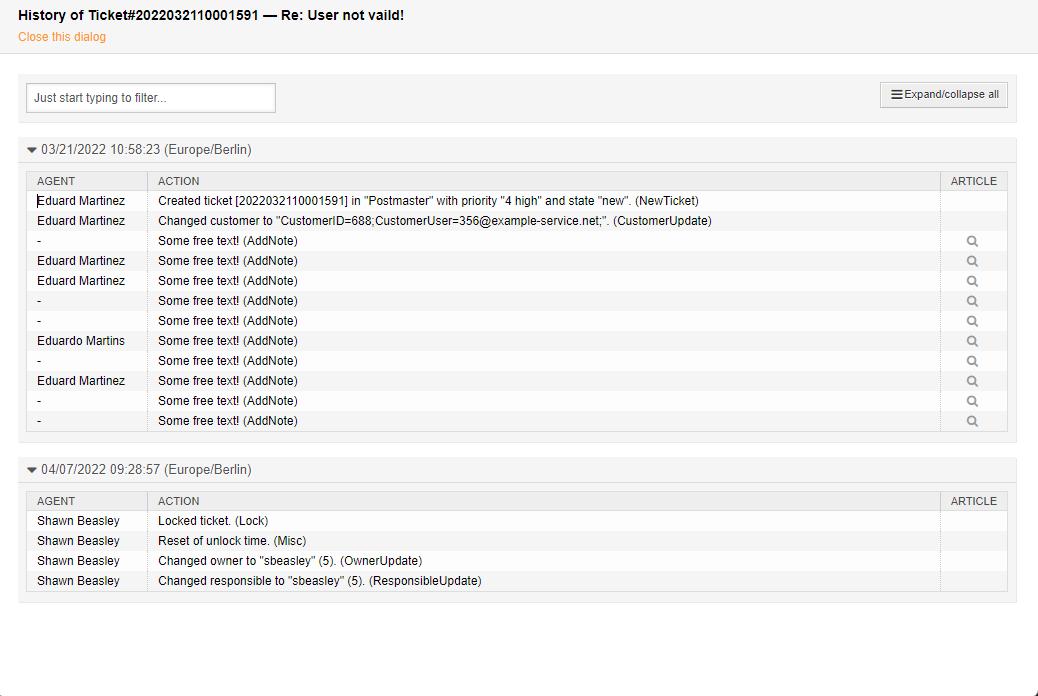 History of Ticket#2022032110001591 — Re: User not vaild!
Close this dialog
Just start typing to filter...
Expand/collapse all
03/21/2022 10:58:23 (Europe/Berlin)
AGENT ACTION ARTICLE
Eduard Martinez Created ticket [2022032110001591] in "Postmaster" with priority "4 high" and state "new". (NewTicket)
Eduard Martinez Changed customer to "CustomerID=688;CustomerUser=356@example-service.net;". (CustomerUpdate)
- Some free text! (AddNote)
Eduard Martinez Some free text! (AddNote)
Eduard Martinez Some free text! (AddNote)
- Some free text! (AddNote)
- Some free text! (AddNote)
Eduardo Martins Some free text! (AddNote)
- Some free text! (AddNote)
Eduard Martinez Some free text! (AddNote)
- Some free text! (AddNote)
- Some free text! (AddNote)
04/07/2022 09:28:57 (Europe/Berlin)
AGENT ACTION ARTICLE
Shawn Beasley Locked ticket. (Lock)
Shawn Beasley Reset of unlock time. (Misc)
Shawn Beasley Changed owner to "sbeasley" (5). (OwnerUpdate)
Shawn Beasley Changed responsible to "sbeasley" (5). (ResponsibleUpdate)